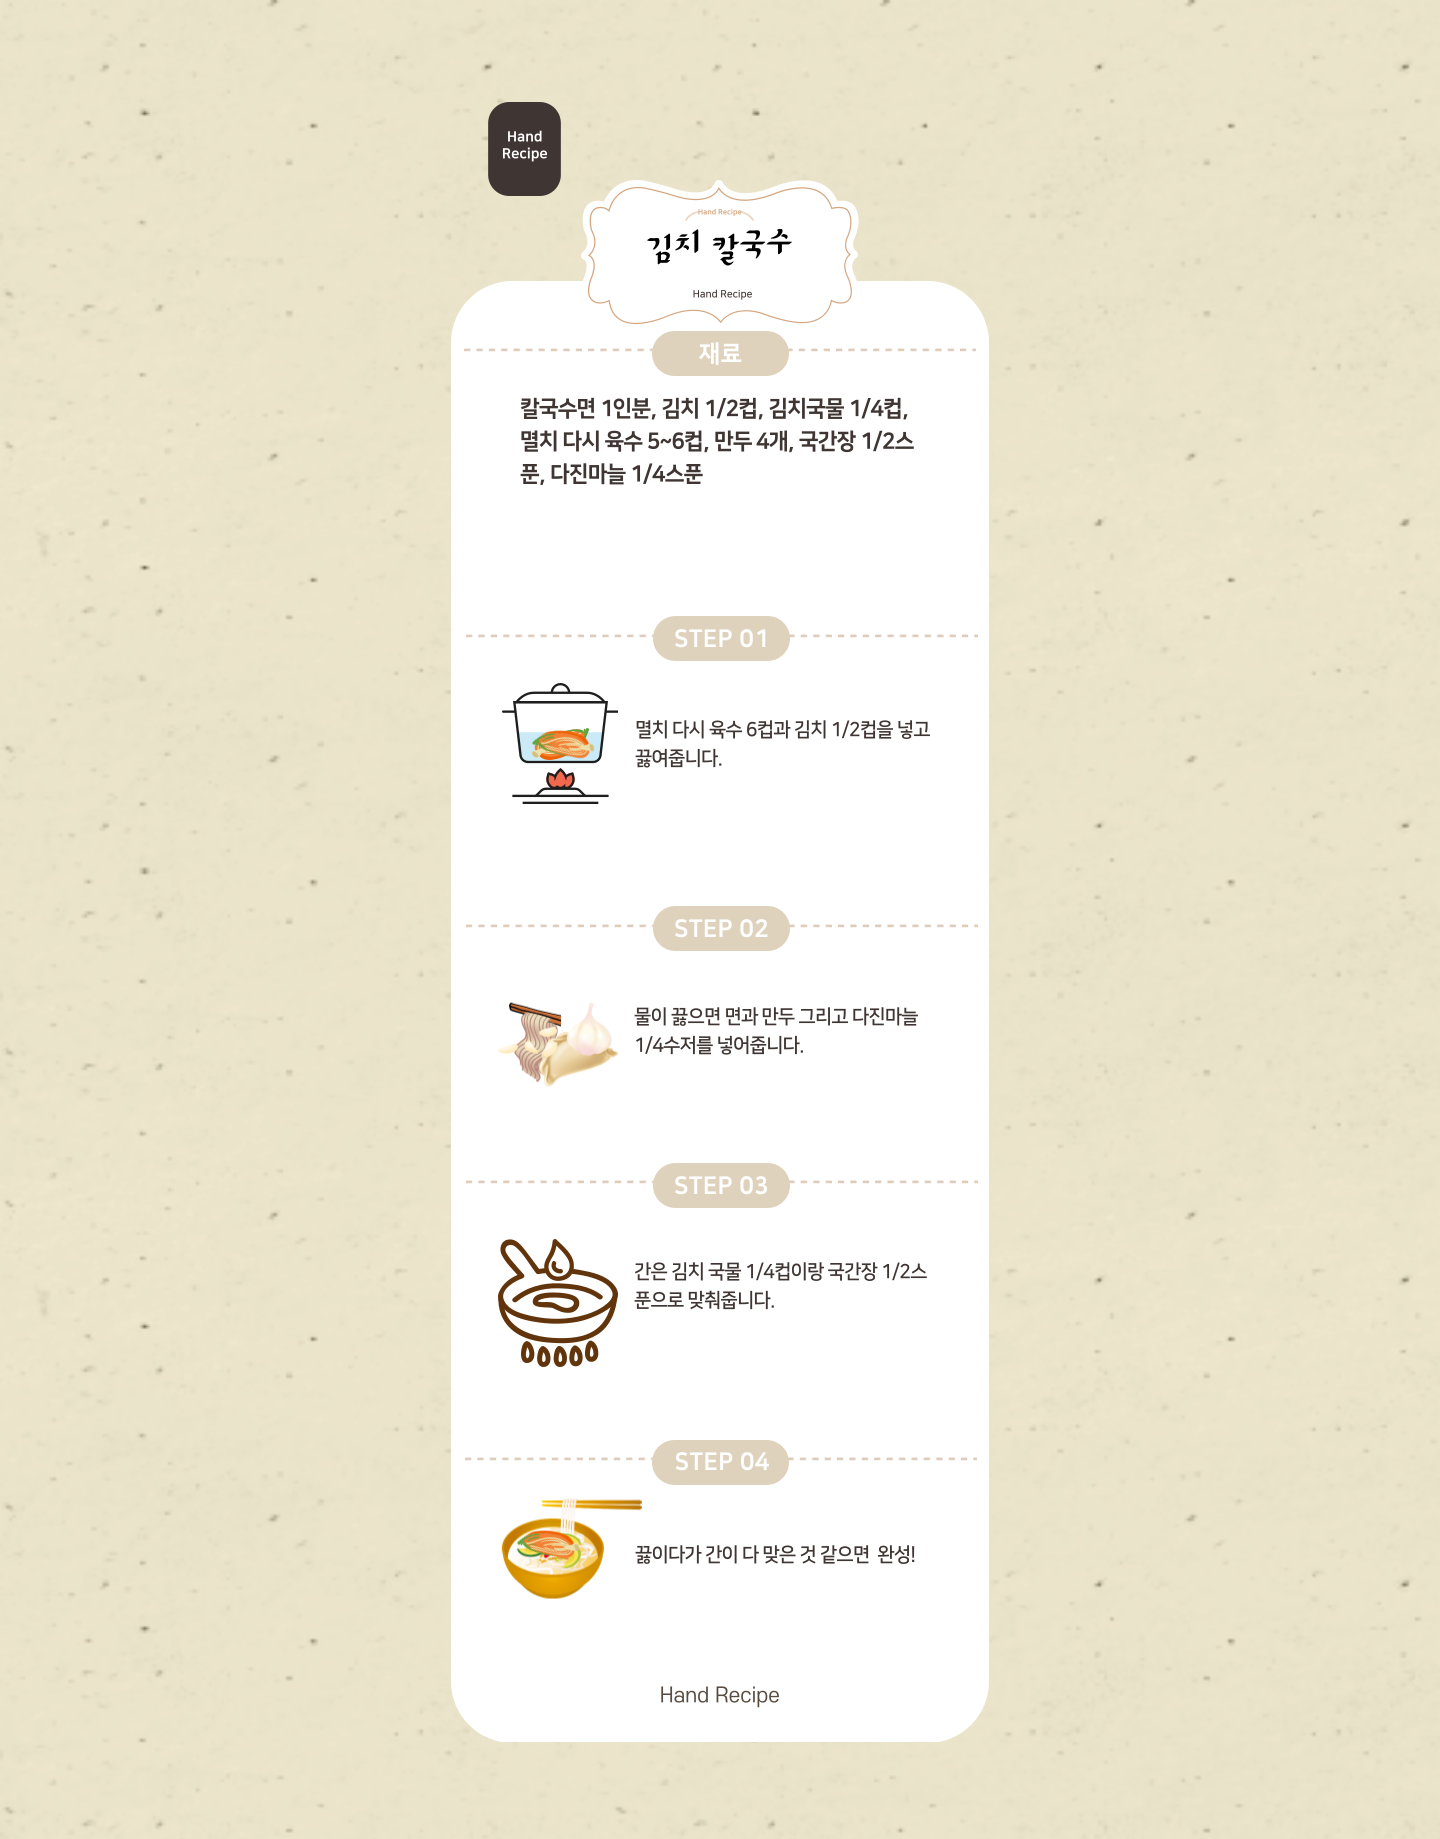 Hand
Recipe
Hand Recipe
김치 칼국수
Hand Recipe
재료
칼국수면 1인분, 김치 1/2컵, 김치국물 1/4컵,
멸치 다시 육수 5~6컵, 만두 4개, 국간장 1/2스
푼, 다진마늘 1/4스푼
STEP 01
멸치 다시 육수 6컵과 김치 1/2컵을 넣고
끓여줍니다.
STEP 02
물이 끓으면 면과 만두 그리고 다진마늘
1/4수저를 넣어줍니다.
STEP 03
간은 김치 국물 1/4컵이랑 국간장 1/2스
푼으로 맞춰줍니다.
STEP 04
끓이다가 간이 다 맞은 것 같으면 완성!
Hand Recipe